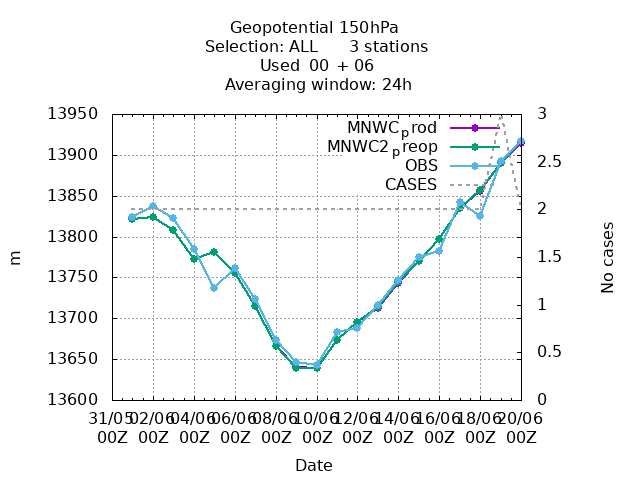 Geopotential 150hPa
Selection: ALL      3 stations
Used  00 + 06
Averaging window: 24h
MNWC_prod
MNWC2_preop
OBS
CASES
13950
13900
13850
13800
13750
13700
13650
13600
m
3
2.5
2
1.5
1
0.5
0
No cases
31/05 02/06 04/06 06/06 08/06 10/06 12/06 14/06 16/06 18/06 20/06
00Z 00Z 00Z 00Z 00Z 00Z 00Z 00Z 00Z 00Z 00Z
Date